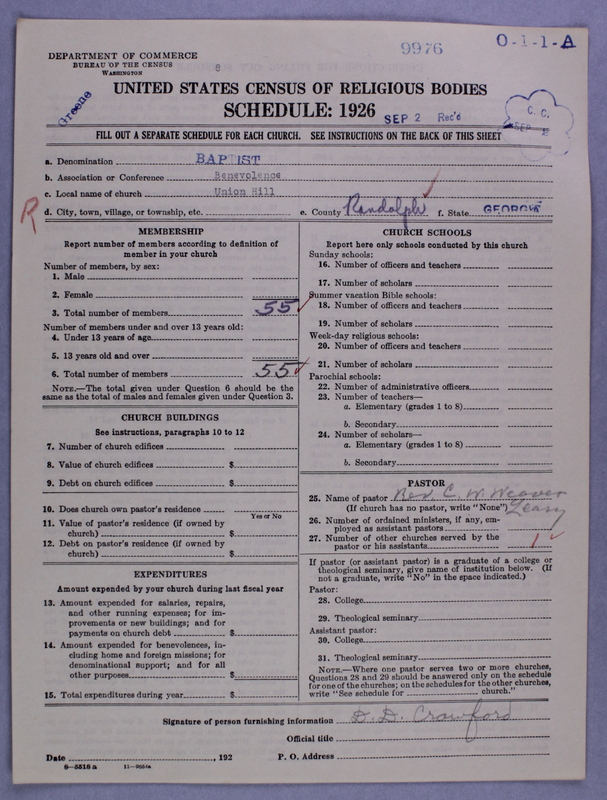 9976
O-1-1-A
DEPARTMENT OF COMMERCE
BUREAU OF THE CENSUS
WASHINGTON
8
Greene
UNITED STATES CENSUS OF RELIGIOUS BODIES
SCHEDULE: 1926
SEP 2 Rec'd
C. C.
SEP 2
FILL OUT A SEPARATE SCHEDULE FOR EACH CHURCH. SEE INSTRUCTIONS ON THE BACK OF THIS SHEET
a. Denomination BAPTIST
b. Association or Conference Benevolence
c. Local name of church Union Hill
R
d. City, town, village, or township, etc. e. County Randolph f. State GEORGIA
MEMBERSHIP
Report number of members according to definition of
member in your church
Number of members, by sex:
1. Male
2. Female
3. Total number of members 55
Number of members under and over 13 years old:
4. Under 13 years of age
5. 13 years old and over
6. Total number of members 55
NOTE.—The total given under Question 6 should be
same as the total of males and females given under Question 3.
CHURCH BUILDINGS
See instructions, paragraphs 10 to 12
7. Number of church edifices
8. Value of church edifices $
9. Debt on church edifices $
10. Does church own pastor's residence
Yes or No
11. Value of pastor's residence (if owned by
church) $
12. Debt on pastor's residence (if owned by
church) $
EXPENDITURES
Amount expended by your church during last fiscal year
13. Amount expended for salaries, repairs,
and other running expenses; for im-
provements or new buildings; and for
payments on church debt $
14. Amount expended for benevolences, in-
cluding home and foreign missions; for
denominational support; and for all
other purposes $
15. Total expenditures during year $
CHURCH SCHOOLS
Report here only schools conducted by this church
Sunday schools:
16. Number of officers and teachers
17. Number of scholars
Summer vacation Bible schools:
18. Number of officers and teachers
19. Number of scholars
Week-day religious schools:
20. Number of officers and teachers
21. Number of scholars
Parochial schools:
22. Number of administrative officers
23. Number of teachers—
a. Elementary (grades 1 to 8)
b. Secondary
24. Number of scholars—
a. Elementary (grades 1 to 8)
b. Secondary
PASTOR
25. Name of pastor Rev. C. W. Weaver
(If church has no pastor, write "None") Leary
26. Number of ordained ministers, if any, em-
ployed as assistant pastors
27. Number of other churches served by the
pastor or his assistants 1
If pastor (or assistant pastor) is a graduate of a college or
theological seminary, give name of institution below. (If
not a graduate, write "No" in the space indicated.)
Pastor:
28. College
29. Theological seminary
Assistant pastor:
30. College
31. Theological seminary
NOTE.—Where one pastor serves two or more churches,
Questions 28 and 29 should be answered only on the schedule
for one of the churches; on the schedules for the other churches,
write "See schedule for church."
Signature of person furnishing information D. D. Crawford
Official title
Date , 192 P. O. Address
8—5518 a 11—9554a